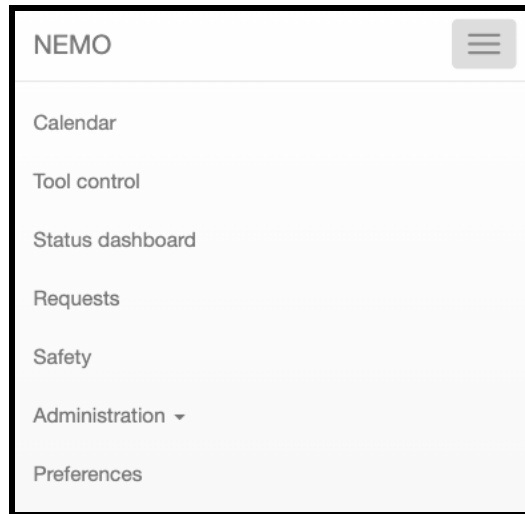 NEMO
Calendar
Tool control
Status dashboard
Requests
Safety
Administration
Preferences